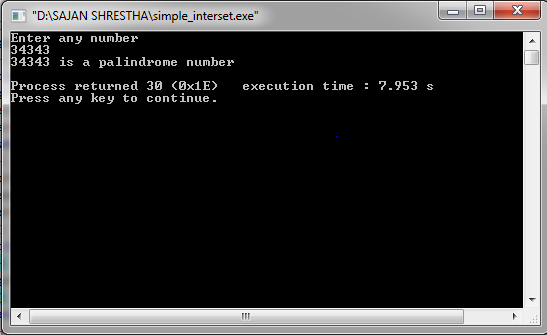 "D:\SAJAN SHRESTHA\simple_interset.exe"
Enter any number
34343
34343 is a palindrome number
Process returned 30 (0x1E)   execution time : 7.953 s
Press any key to continue.